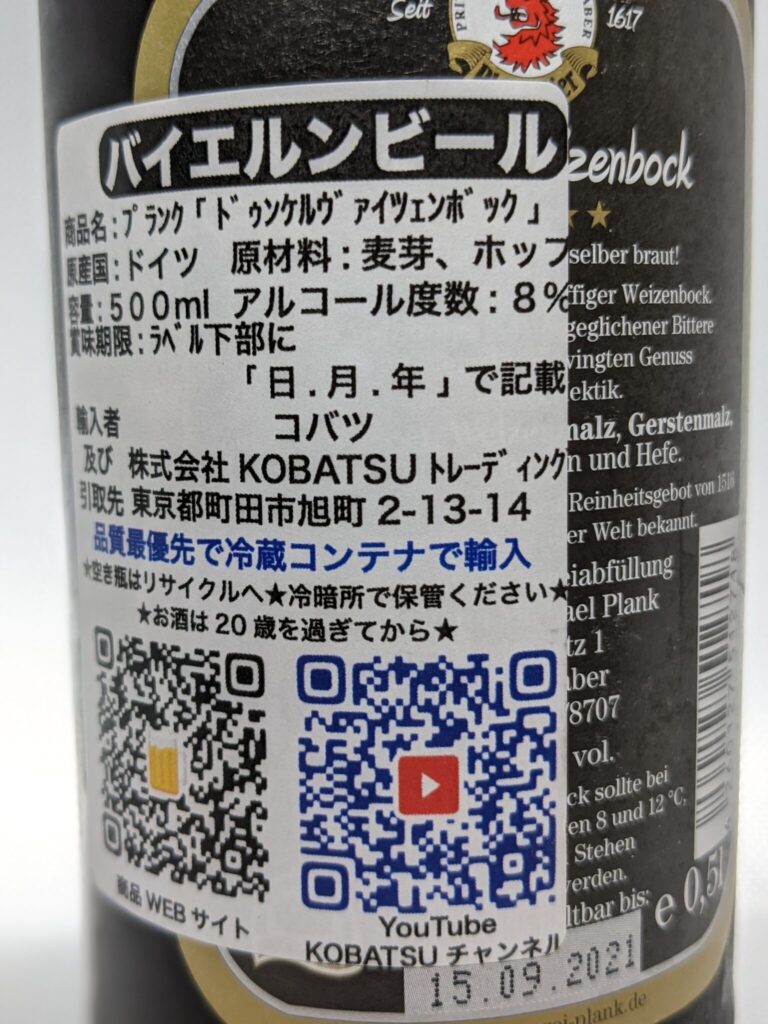 Seit 1617
バイエルンビール
商品名:プランク「ドゥンケルヴァイツェンボック」
原産国:ドイツ 原材料:麦芽、ホップ
容量:500ml アルコール度数:8%
賞味期限:ラベル下部に
「日.月.年」で記載
輸入者 コバツ
及び 株式会社 KOBATSU トレーディング
引取先 東京都町田市旭町 2-13-14
品質最優先で冷蔵コンテナで輸入
★空き瓶はリサイクルへ★冷暗所で保管ください★
★お酒は 20 歳を過ぎてから★
商品 WEB サイト
YouTube
KOBATSU チャンネル
izenbock
selber braut!
ffiger Weizenbock.
geglichener Bittere
vingten Genuss
ektik.
malz, Gerstenmalz,
n und Hefe.
Reinheitsgebot von 1516
er Welt bekannt.
eiabfüllung
ael Plank
tz 1
aber
78707
vol.
ck sollte bei
en 8 und 12 °C,
Stehen
verden.
ltbar bis:
e 0,5l
15.09.2021
ei-plank.de